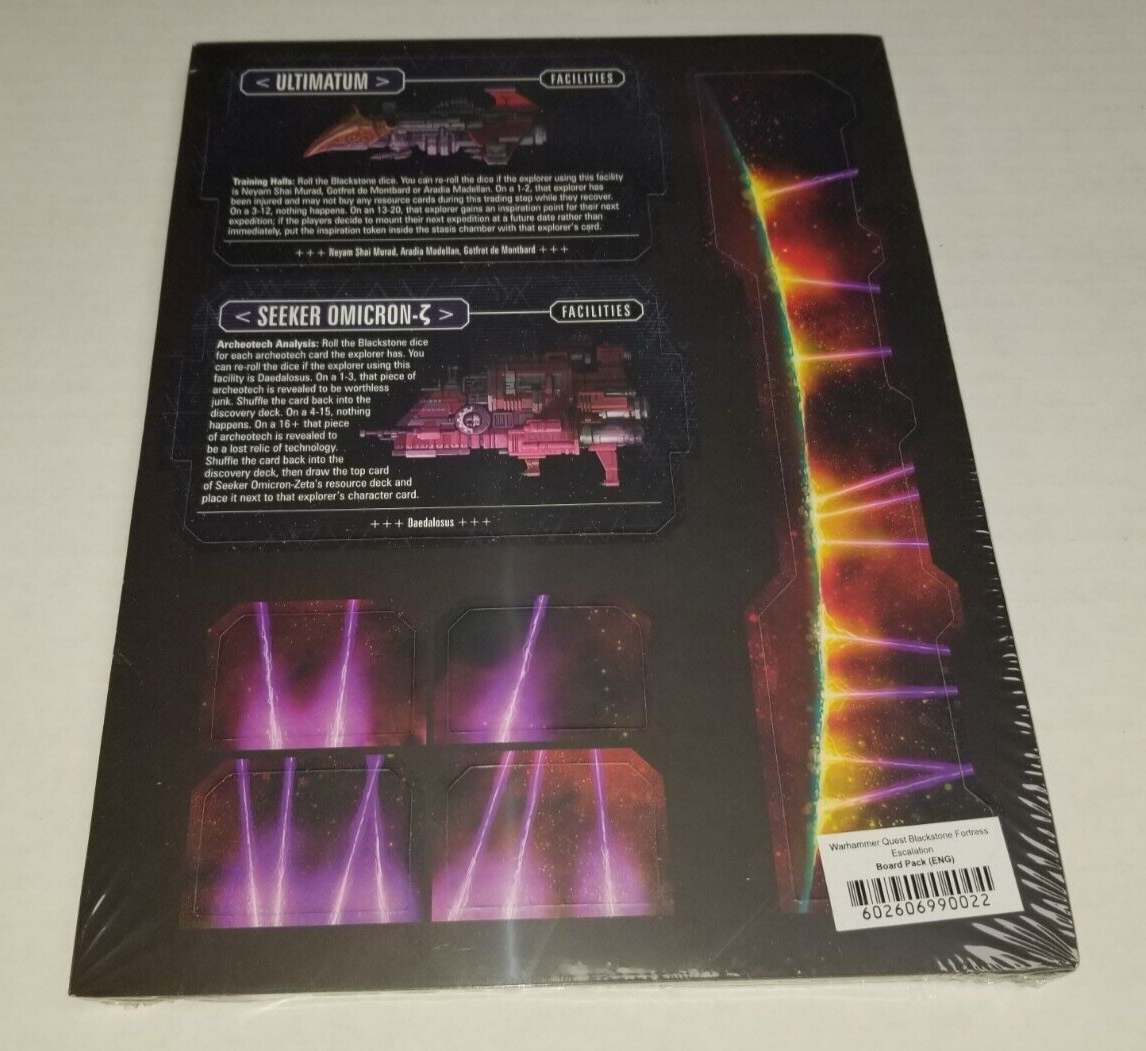 < ULTIMATUM >
FACILITIES
Training Halls: Roll the Blackstone dice. You can re-roll the dice if the explorer using this facility
is Neyam Shai Murad, Gotfret de Montbard or Aradia Madellan. On a 1-2, that explorer has
been injured and may not buy any resource cards during this trading step while they recover.
On a 3-12, nothing happens. On an 13-20, that explorer gains an inspiration point for their next
expedition; if the players decide to mount their next expedition at a future date rather than
immediately, put the inspiration token inside the stasis chamber with that explorer's card.
+ + + Neyam Shai Murad, Aradia Madellan, Gotfret de Montbard + + +
< SEEKER OMICRON-ζ >
FACILITIES
Archeotech Analysis: Roll the Blackstone dice
for each archeotech card the explorer has. You
can re-roll the dice if the explorer using this
facility is Daedalosus. On a 1-3, that piece of
archeotech is revealed to be worthless
junk. Shuffle the card back into the
discovery deck. On a 4-15, nothing
happens. On a 16+ that piece
of archeotech is revealed to
be a lost relic of technology.
Shuffle the card back into the
discovery deck, then draw the top card
of Seeker Omicron-Zeta's resource deck and
place it next to that explorer's character card.
+ + + Daedalosus + + +
Warhammer Quest Blackstone Fortress
Escalation
Board Pack (ENG)
602606990022